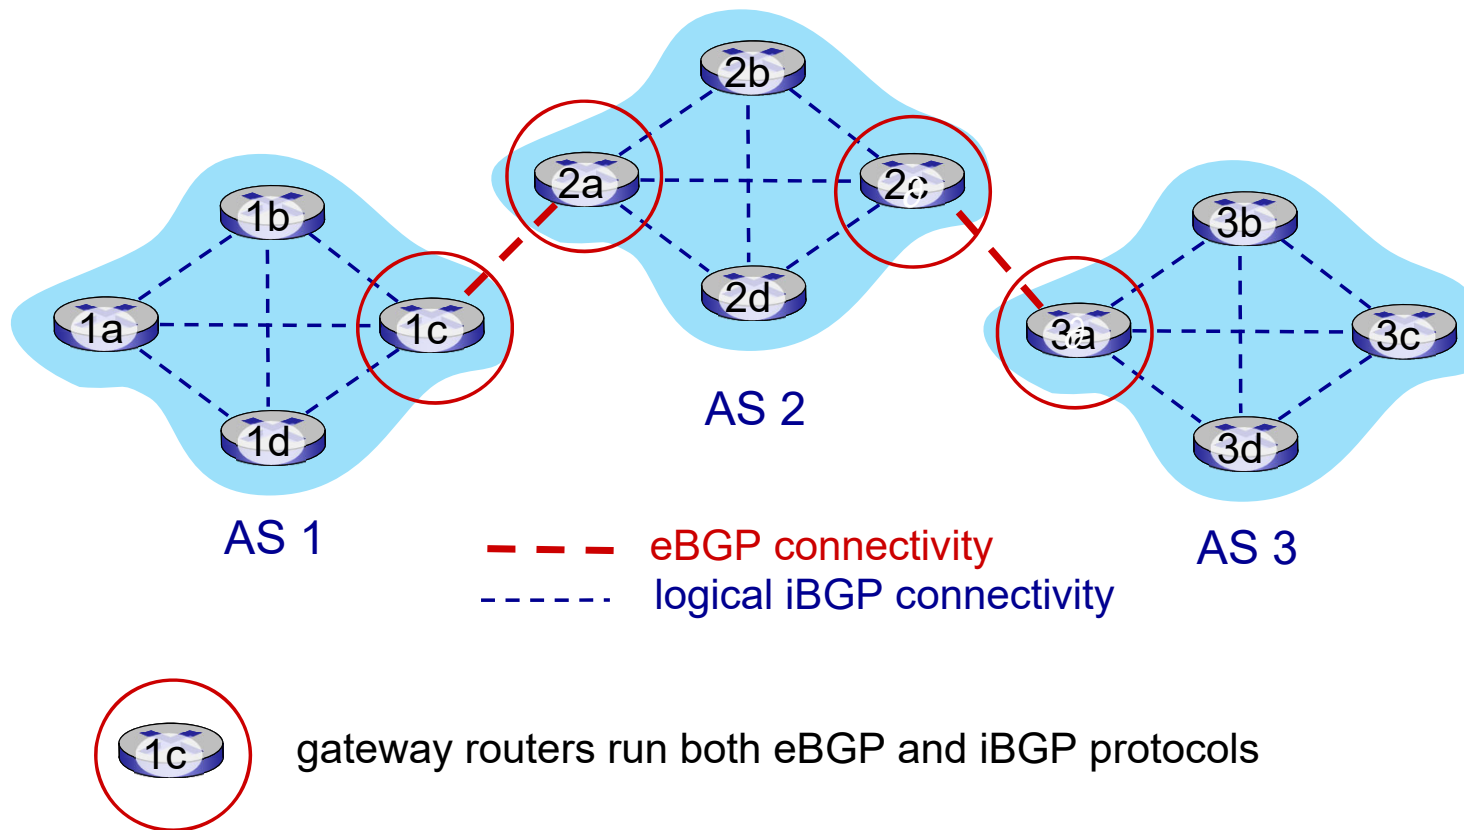 2b
2a
2c
2d
1b
1a
1c
1d
3b
3a
3c
3d
AS 2
AS 1
AS 3
eBGP connectivity
logical iBGP connectivity
1c
gateway routers run both eBGP and iBGP protocols